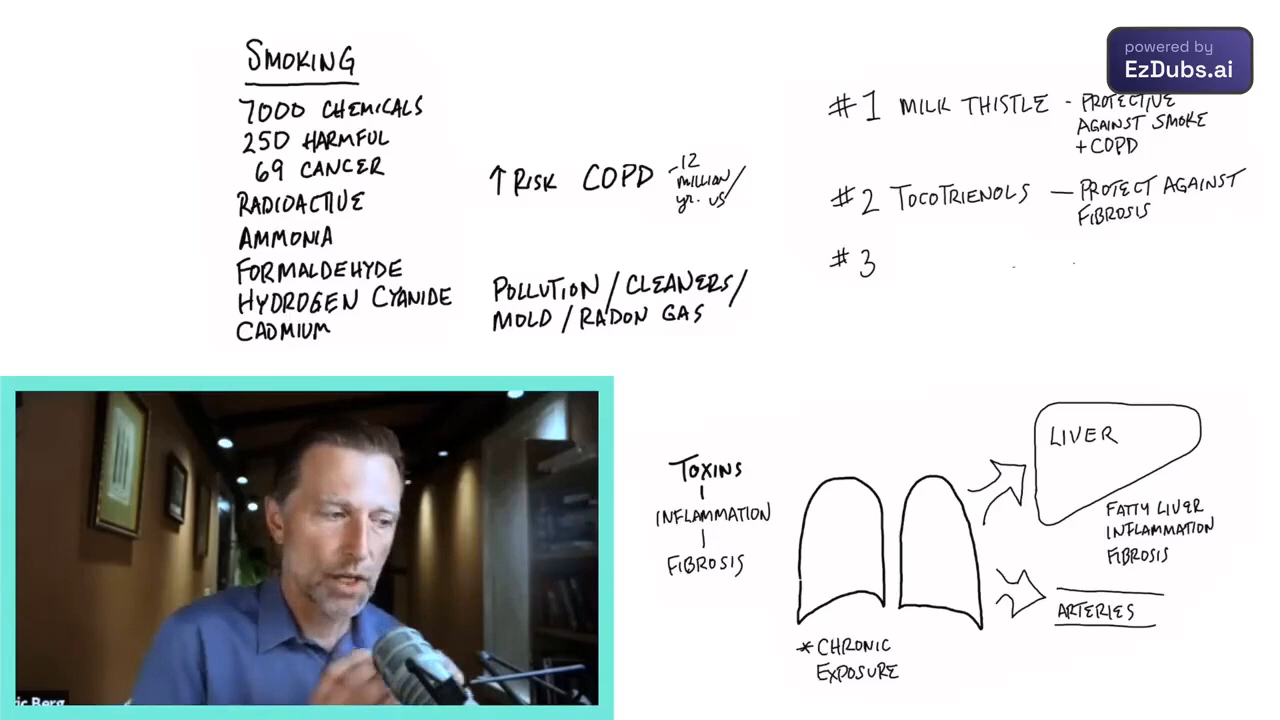 SMOKING
7000 CHEMICALS
250 HARMFUL
69 CANCER
RADIOACTIVE
AMMONIA
FORMALDEHYDE
HYDROGEN CYANIDE
CADMIUM
↑ RISK COPD -12
MILLION/
yr. US
POLLUTION / CLEANERS/
MOLD / RADON GAS
powered by
EzDubs.ai
#1 MILK THISTLE - PROTECTIVE
AGAINST SMOKE
+ COPD
#2 TOCOTRIENOLS — PROTECT AGAINST
FIBROSIS
#3
TOXINS
INFLAMMATION
FIBROSIS
* CHRONIC
EXPOSURE
LIVER
FATTY LIVER
INFLAMMATION
FIBROSIS
ARTERIES
ric Berg